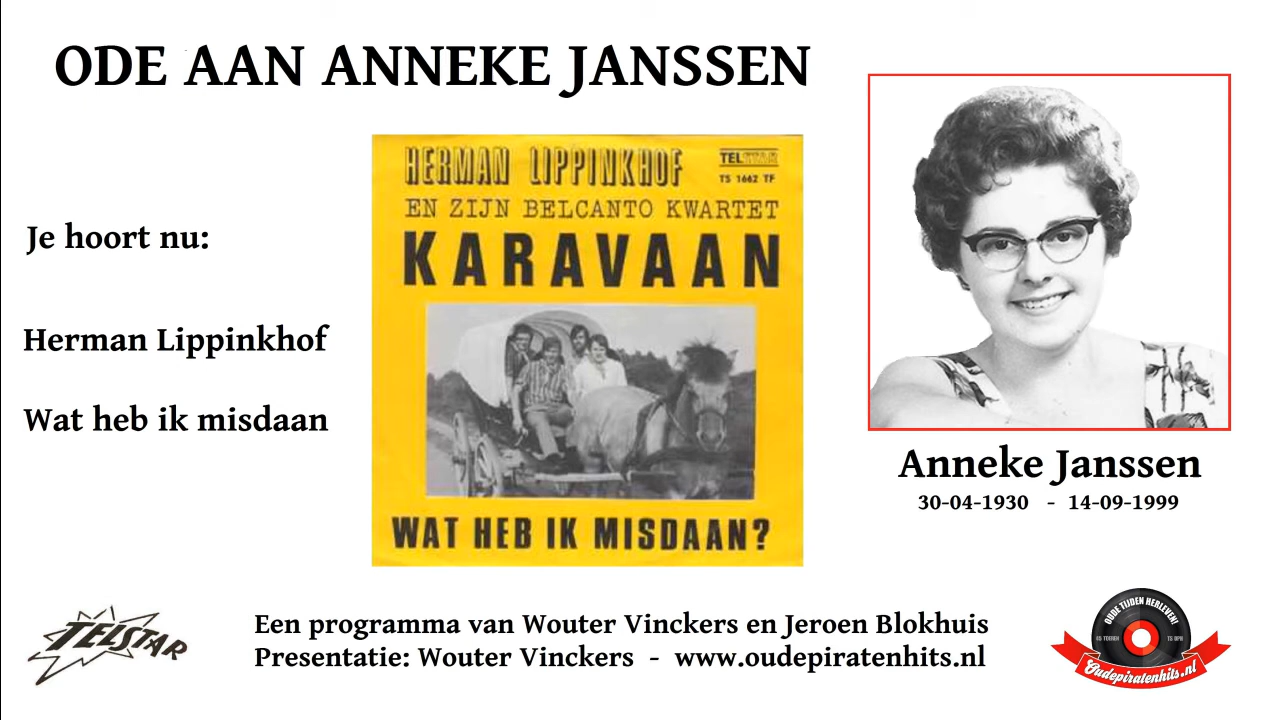 ODE AAN ANNEKE JANSSEN
Je hoort nu:
Herman Lippinkhof
Wat heb ik misdaan
HERMAN LIPPINKHOF
TELSTAR
TS 1662 TF
EN ZIJN BELCANTO KWARTET
KARAVAAN
WAT HEB IK MISDAAN?
Anneke Janssen
30-04-1930 - 14-09-1999
TELSTAR
Een programma van Wouter Vinckers en Jeroen Blokhuis
Presentatie: Wouter Vinckers - www.oudepiratenhits.nl
OUDE TIJDEN HERLEVEN!
45 TOEREN
Oudepiratenhits.nl